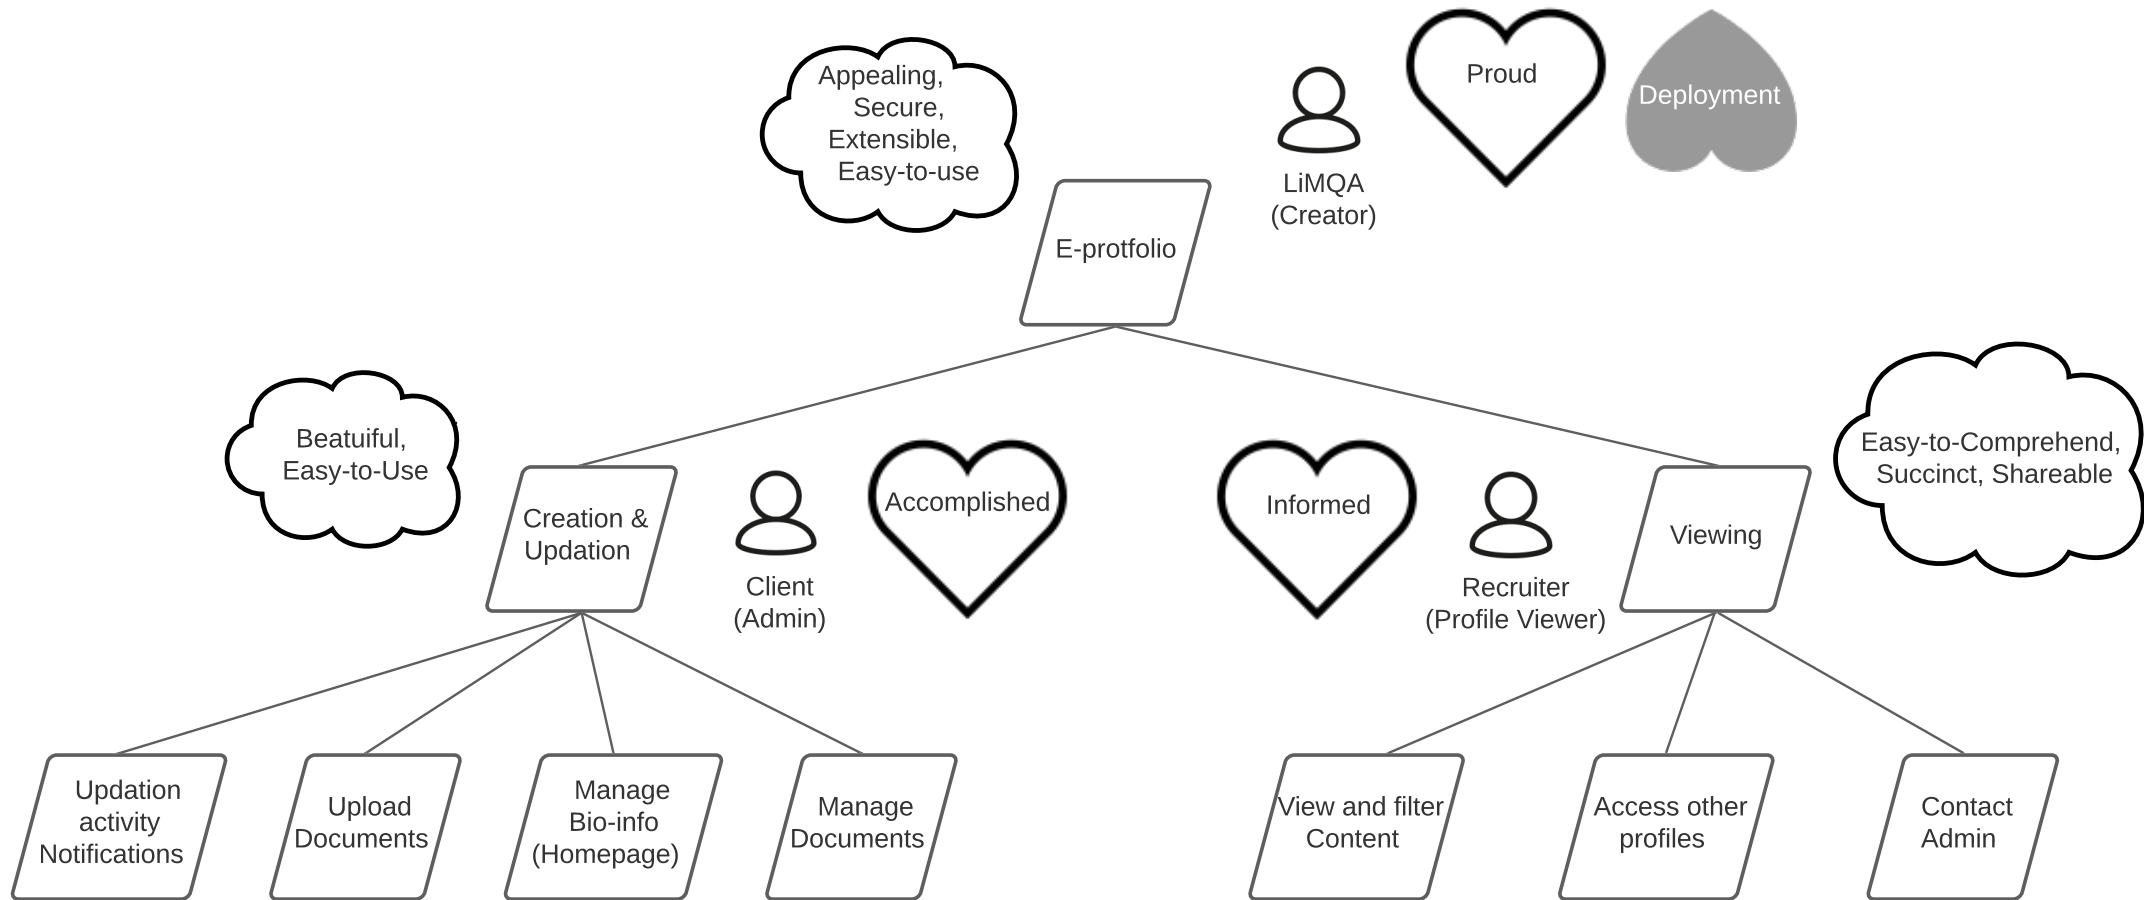 Appealing,
Secure,
Extensible,
Easy-to-use
LiMQA
(Creator)
Proud
Deployment
E-protfolio
Beatuiful,
Easy-to-Use
Creation &
Updation
Client
(Admin)
Accomplished
Informed
Recruiter
(Profile Viewer)
Viewing
Easy-to-Comprehend,
Succinct, Shareable
Updation
activity
Notifications
Upload
Documents
Manage
Bio-info
(Homepage)
Manage
Documents
View and filter
Content
Access other
profiles
Contact
Admin